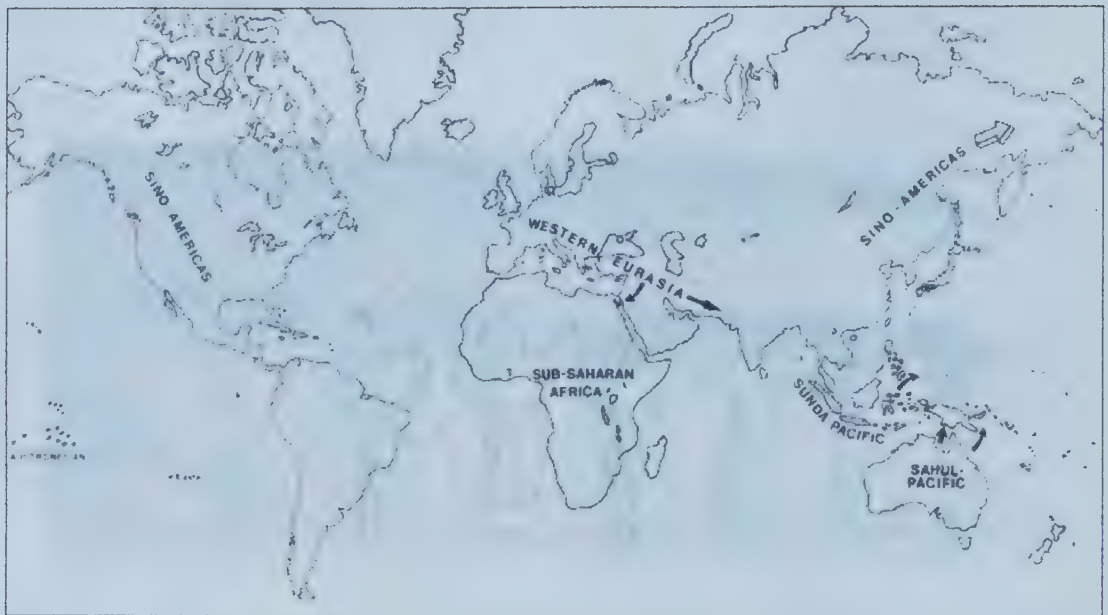 SINO AMERICAS
SINO-AMERICAS
WESTERN EURASIA
SUB-SAHARAN
AFRICA
SUNDA PACIFIC
SAHUL-
PACIFIC